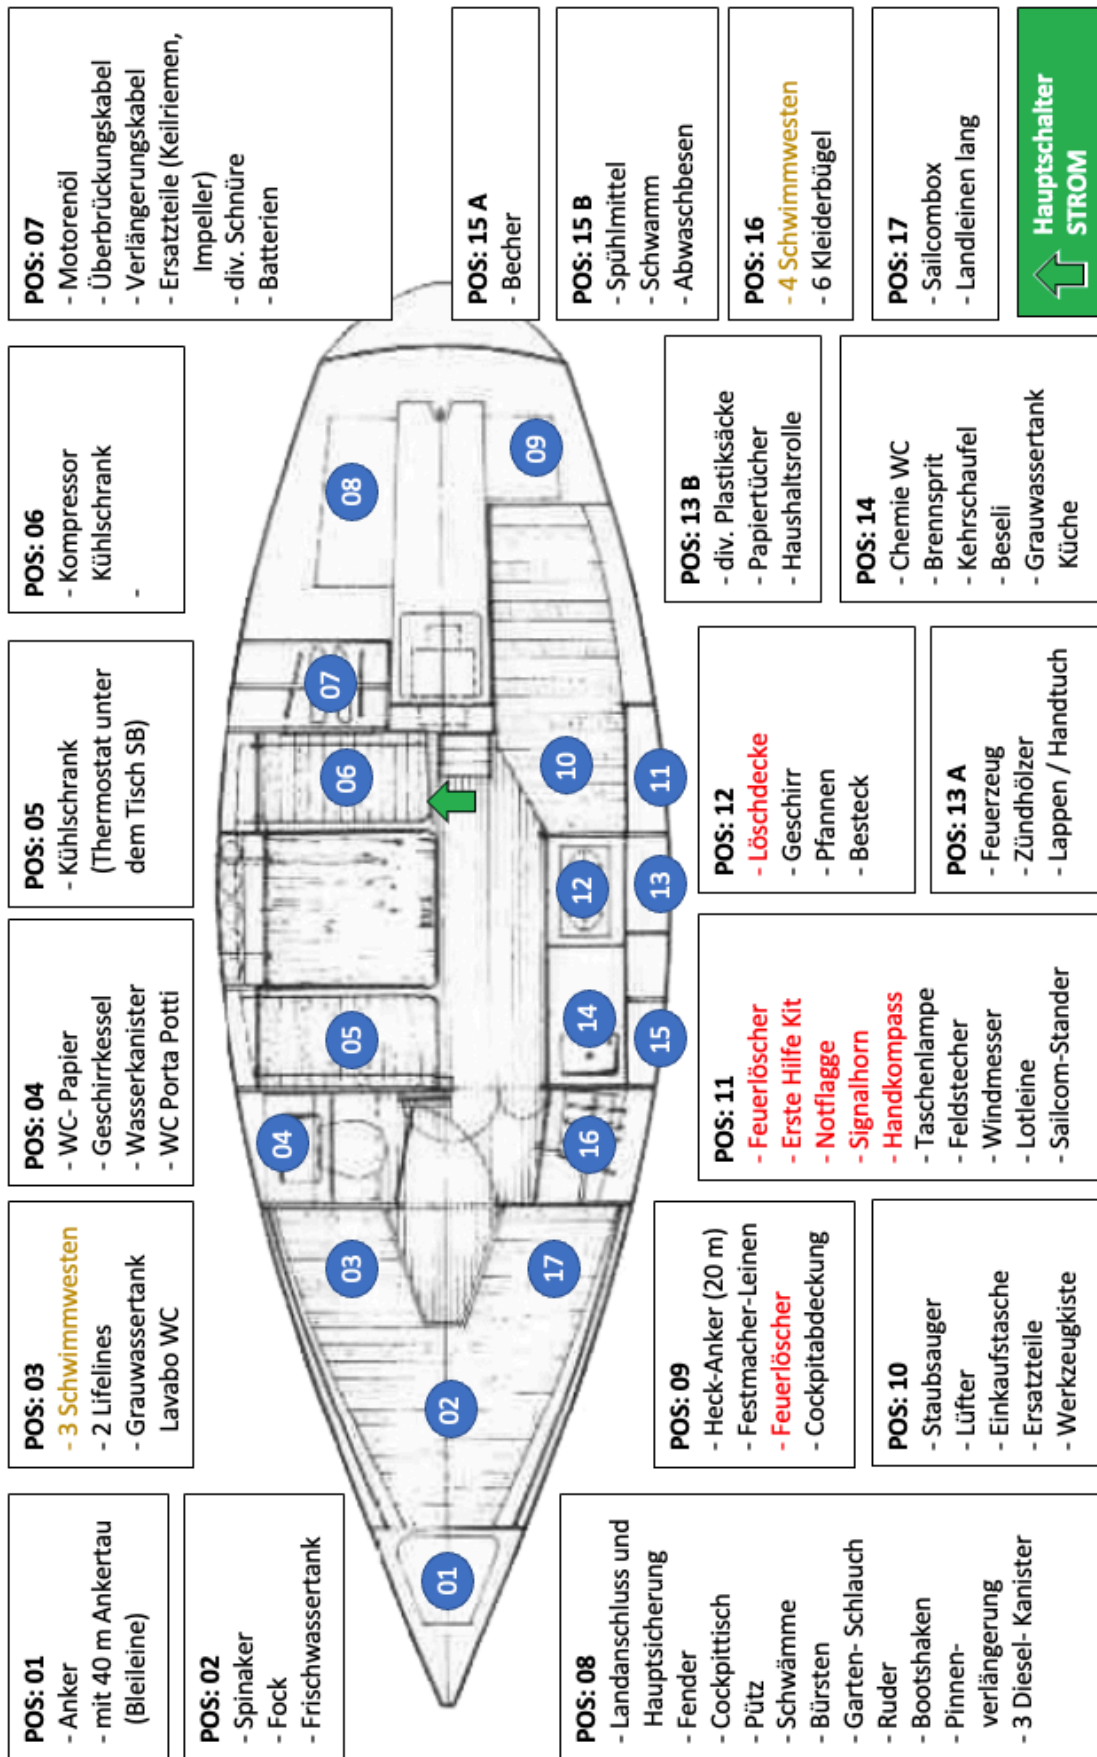 POS: 01
- Anker
- mit 40 m Ankertau
(Bleileine)
POS: 02
- Spinaker
- Fock
- Frischwassertank
POS: 03
- 3 Schwimmwesten
- 2 Lifelines
- Grauwassertank
Lavabo WC
POS: 04
- WC- Papier
- Geschirrkessel
- Wasserkanister
- WC Porta Potti
POS: 05
- Kühlschrank
(Thermostat unter
dem Tisch SB)
POS: 06
- Kompressor
Kühlschrank
-
POS: 07
- Motorenöl
- Überbrückungskabel
- Verlängerungskabel
- Ersatzteile (Keilriemen,
Impeller)
- div. Schnüre
- Batterien
01
02
03
04
05
06
07
08
09
10
11
12
13
14
15
16
17
POS: 08
- Landanschluss und
Hauptsicherung
- Fender
- Cockpittisch
- Pütz
- Schwämme
- Bürsten
- Garten- Schlauch
- Ruder
- Bootshaken
- Pinnen-
verlängerung
- 3 Diesel- Kanister
POS: 09
- Heck-Anker (20 m)
- Festmacher-Leinen
- Feuerlöscher
- Cockpitabdeckung
POS: 10
- Staubsauger
- Lüfter
- Einkaufstasche
- Ersatzteile
- Werkzeugkiste
POS: 11
- Feuerlöscher
- Erste Hilfe Kit
- Notflagge
- Signalhorn
- Handkompass
- Taschenlampe
- Feldstecher
- Windmesser
- Lotleine
- Sailcom-Stander
POS: 12
- Löschdecke
- Geschirr
- Pfannen
- Besteck
POS: 13 A
- Feuerzeug
- Zündhölzer
- Lappen / Handtuch
POS: 13 B
- div. Plastiksäcke
- Papiertücher
- Haushaltsrolle
POS: 14
- Chemie WC
- Brennsprit
- Kehrschaufel
- Beseli
- Grauwassertank
Küche
POS: 15 A
- Becher
POS: 15 B
- Spühlmittel
- Schwamm
- Abwaschbesen
POS: 16
- 4 Schwimmwesten
- 6 Kleiderbügel
POS: 17
- Sailcombox
- Landleinen lang
Hauptschalter
STROM